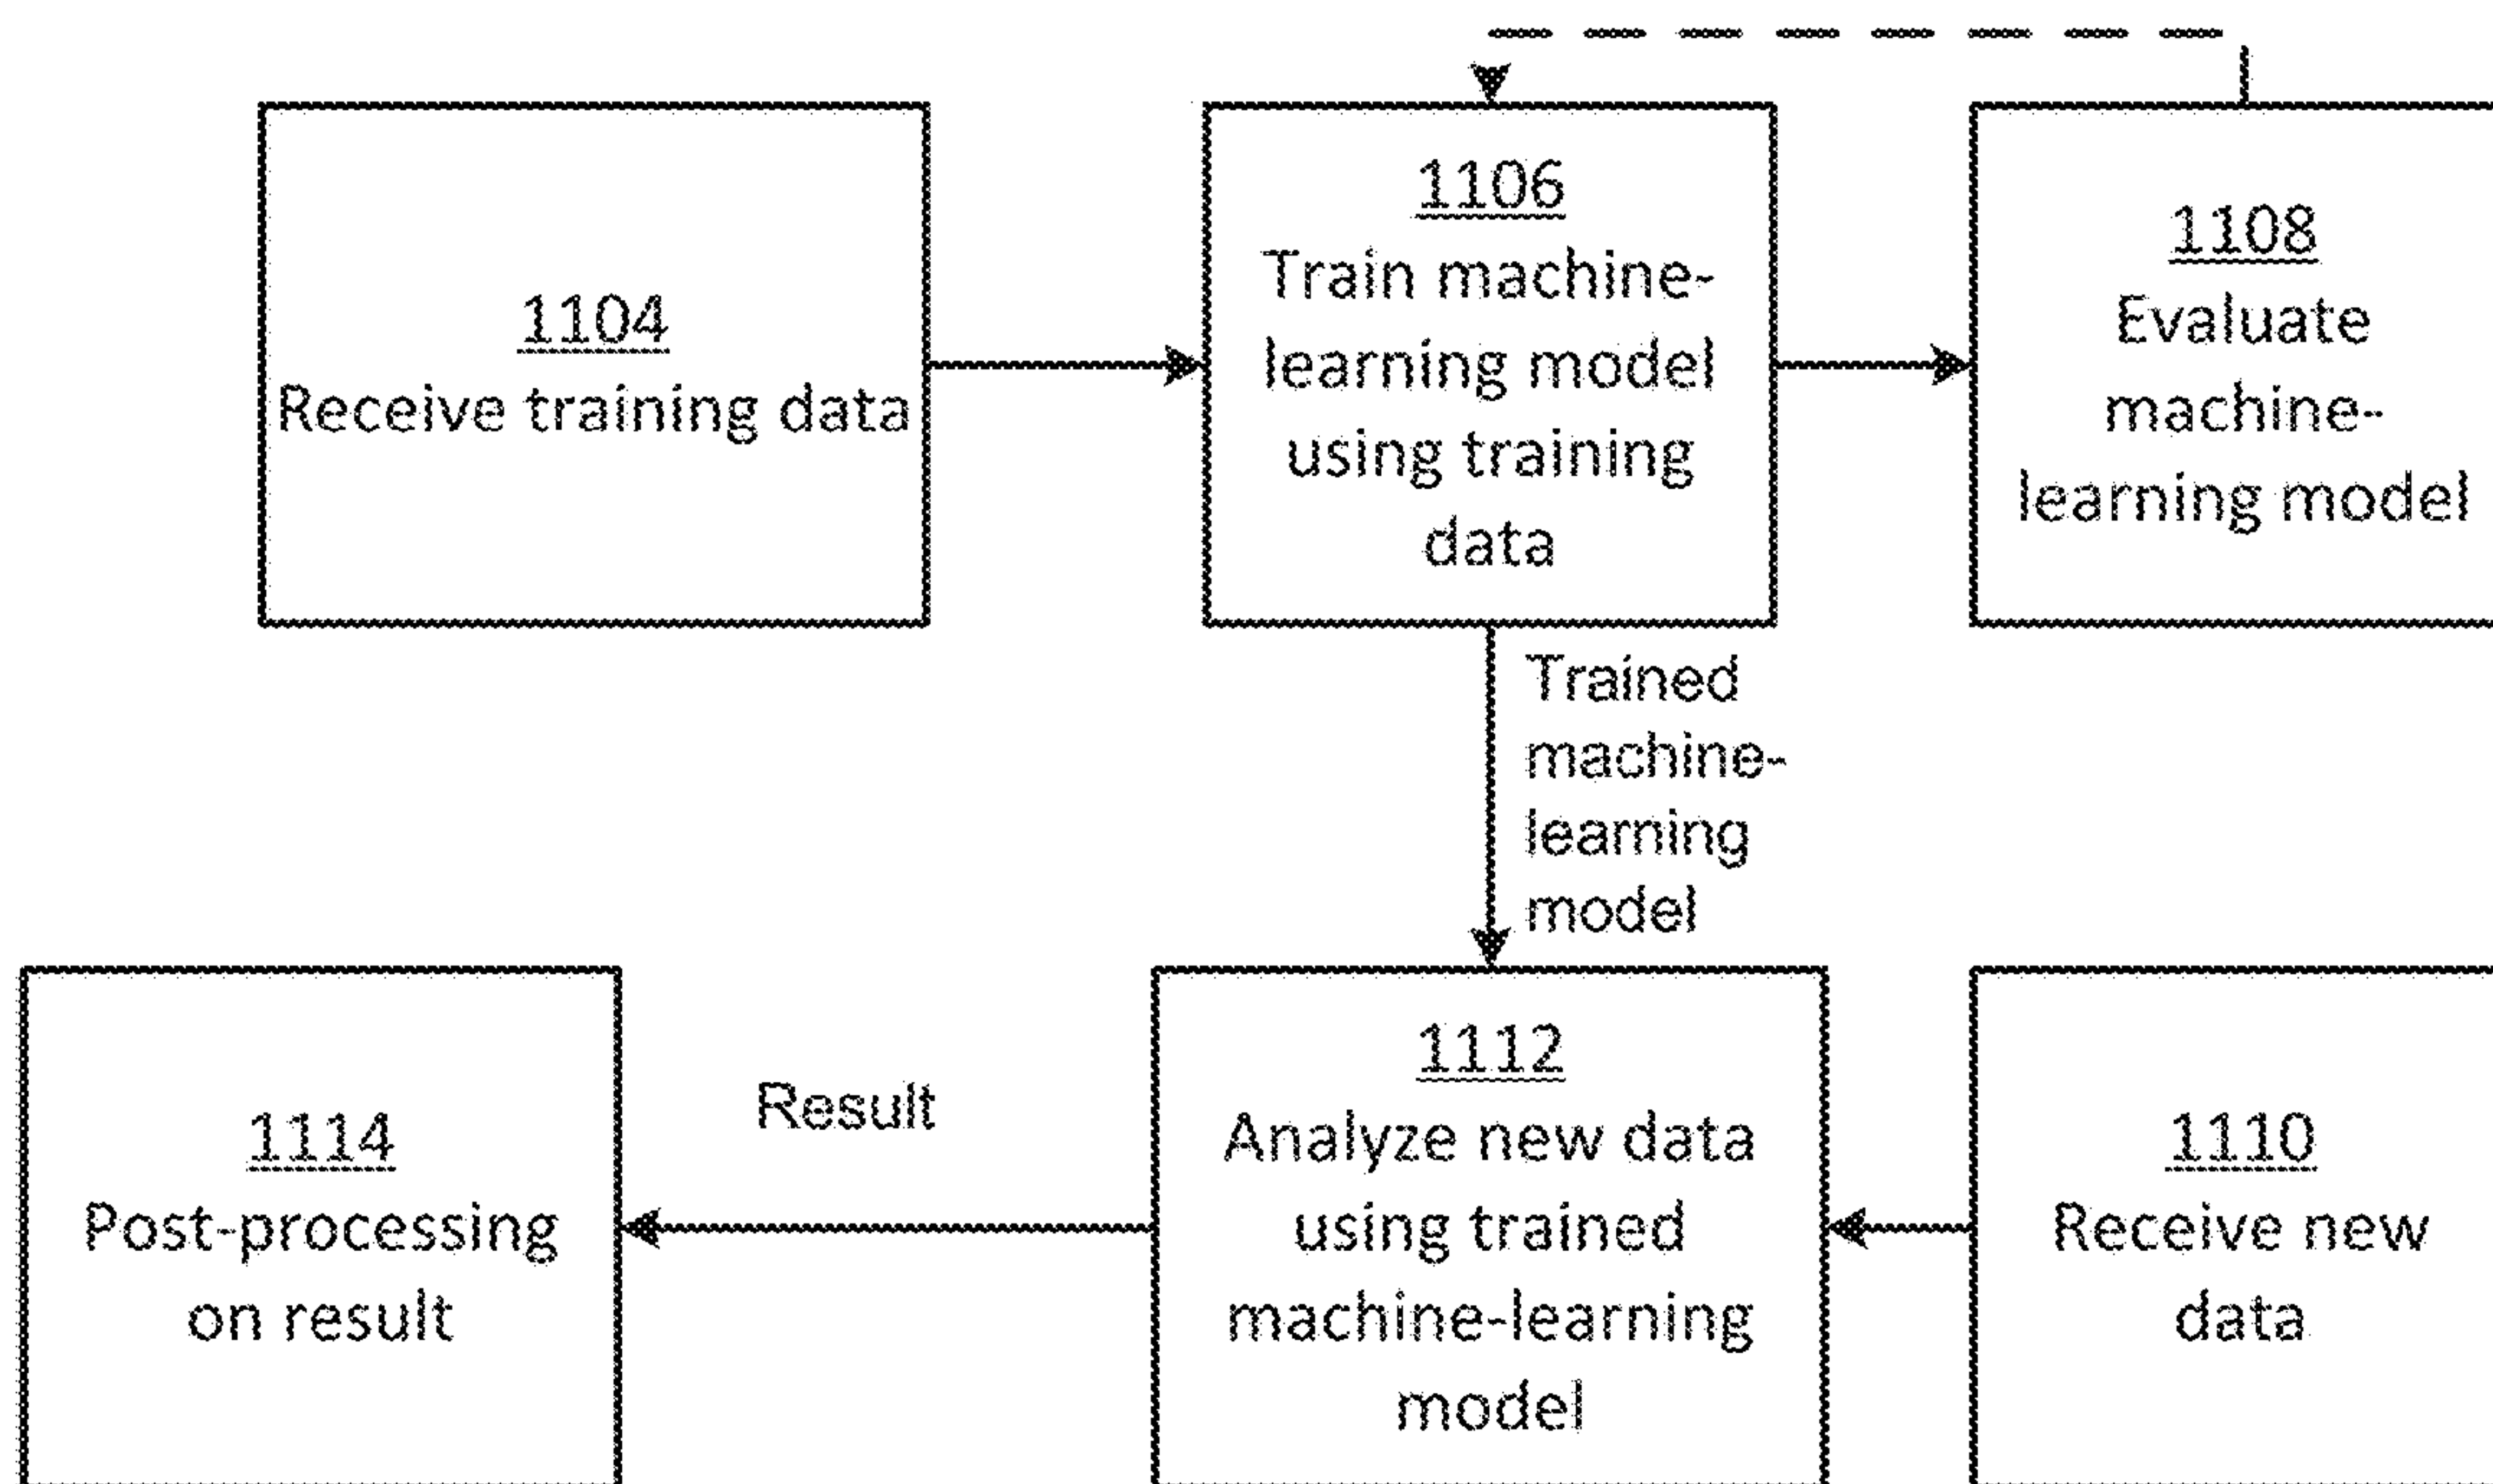 1104
Receive training data
1106
Train machine-
learning model
using training
data
1108
Evaluate
machine-
learning model
Trained
machine-
learning
model
1114
Post-processing
on result
Result
1112
Analyze new data
using trained
machine-learning
model
1110
Receive new
data